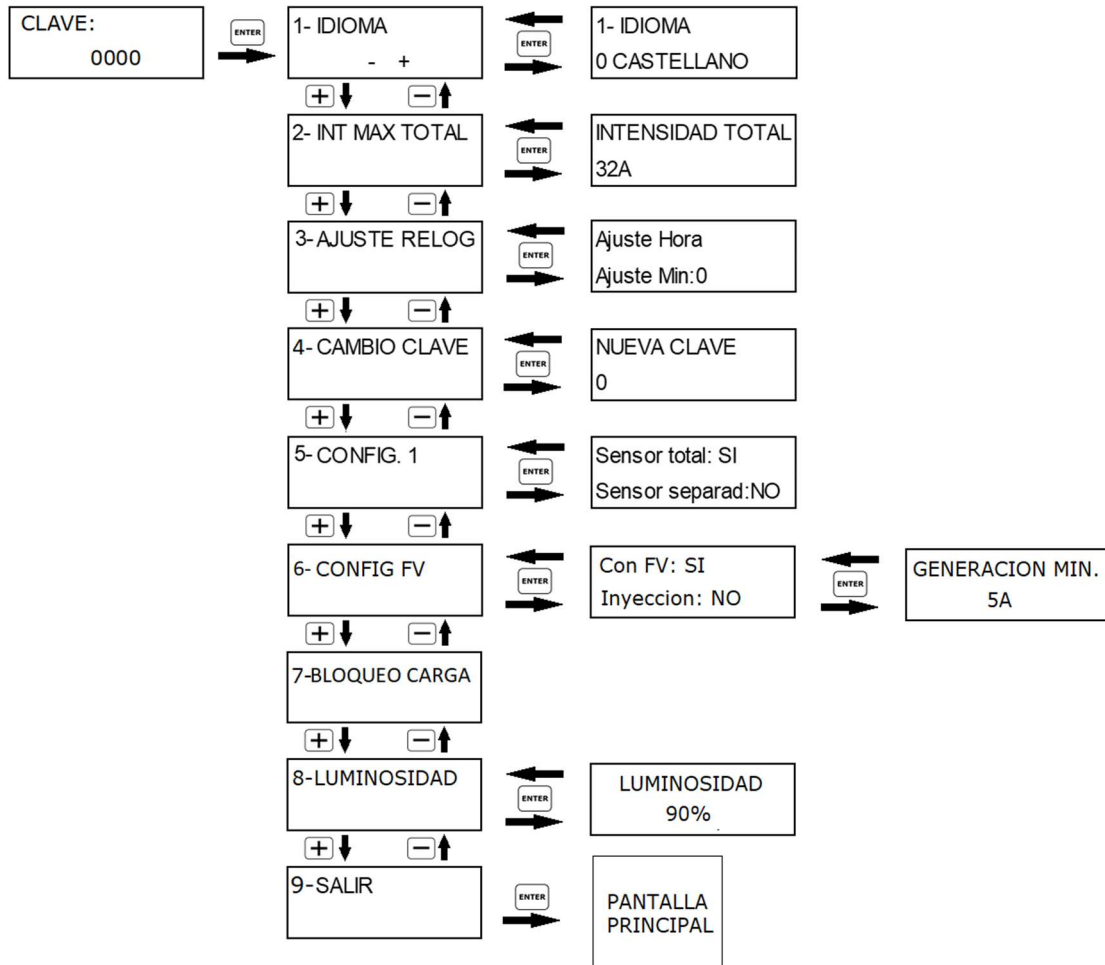 CLAVE:
0000
ENTER
1- IDIOMA
- +
ENTER
1- IDIOMA
0 CASTELLANO
+ -
2- INT MAX TOTAL
ENTER
INTENSIDAD TOTAL
32A
+ -
3-AJUSTE RELOG
ENTER
Ajuste Hora
Ajuste Min:0
+ -
4- CAMBIO CLAVE
ENTER
NUEVA CLAVE
0
+ -
5- CONFIG. 1
ENTER
Sensor total: SI
Sensor separad:NO
+ -
6- CONFIG FV
ENTER
Con FV: SI
Inyeccion: NO
ENTER
GENERACION MIN.
5A
+ -
7-BLOQUEO CARGA
+ -
8-LUMINOSIDAD
ENTER
LUMINOSIDAD
90%
+ -
9-SALIR
ENTER
PANTALLA
PRINCIPAL